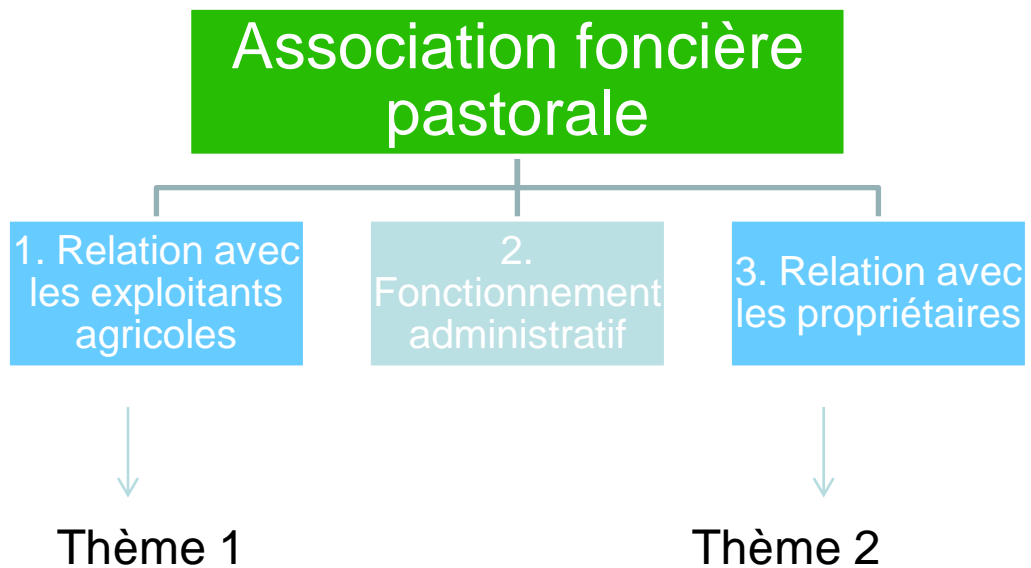 Association foncière
pastorale
1. Relation avec
les exploitants
agricoles
2.
Fonctionnement
administratif
3. Relation avec
les propriétaires
Thème 1
Thème 2